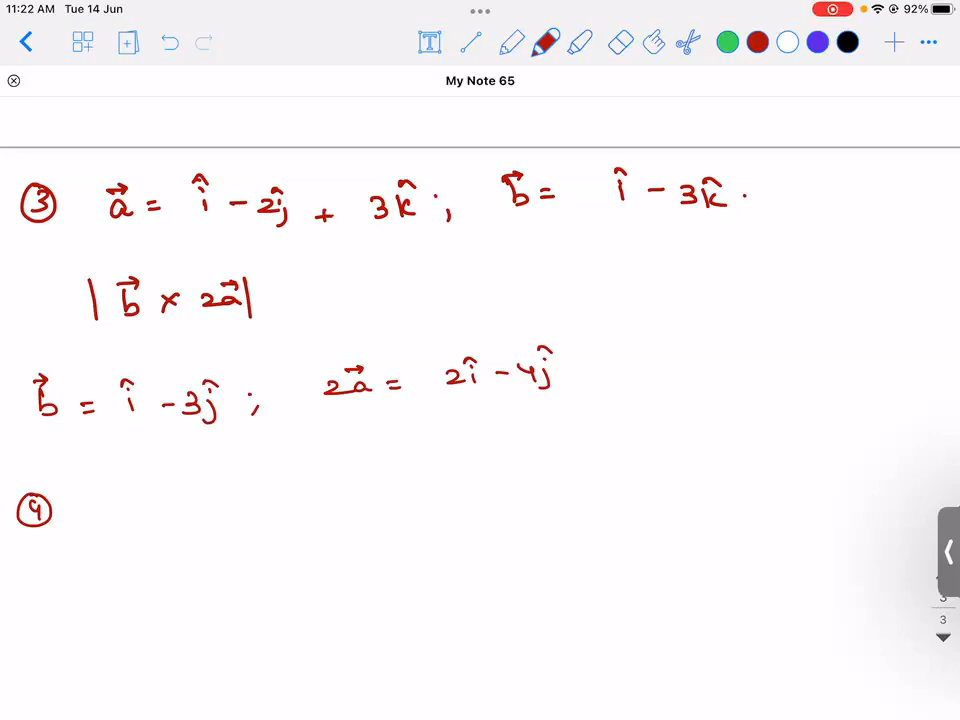 11:22 AM Tue 14 Jun 92%
My Note 65
③ a⃗ = î - 2ĵ + 3k̂ ; b⃗ = î - 3k̂ .
| b⃗ × 2a⃗ |
b⃗ = î - 3ĵ ; 2a⃗ = 2î - 4ĵ
④
3
3